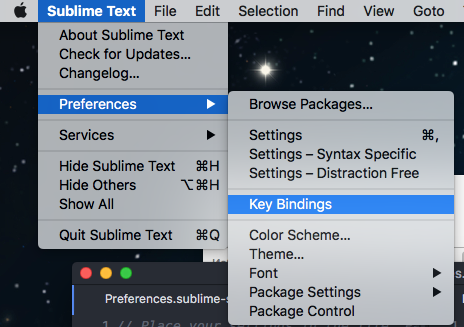 Sublime Text File Edit Selection Find View Goto
About Sublime Text
Check for Updates...
Changelog...
Preferences ▶
Services ▶
Hide Sublime Text ⌘H
Hide Others ⌥⌘H
Show All
Quit Sublime Text ⌘Q
Browse Packages...
Settings ⌘,
Settings – Syntax Specific
Settings – Distraction Free
Key Bindings
Color Scheme...
Theme...
Font ▶
Package Settings ▶
Package Control
Preferences.sublime-s
1 // Place your